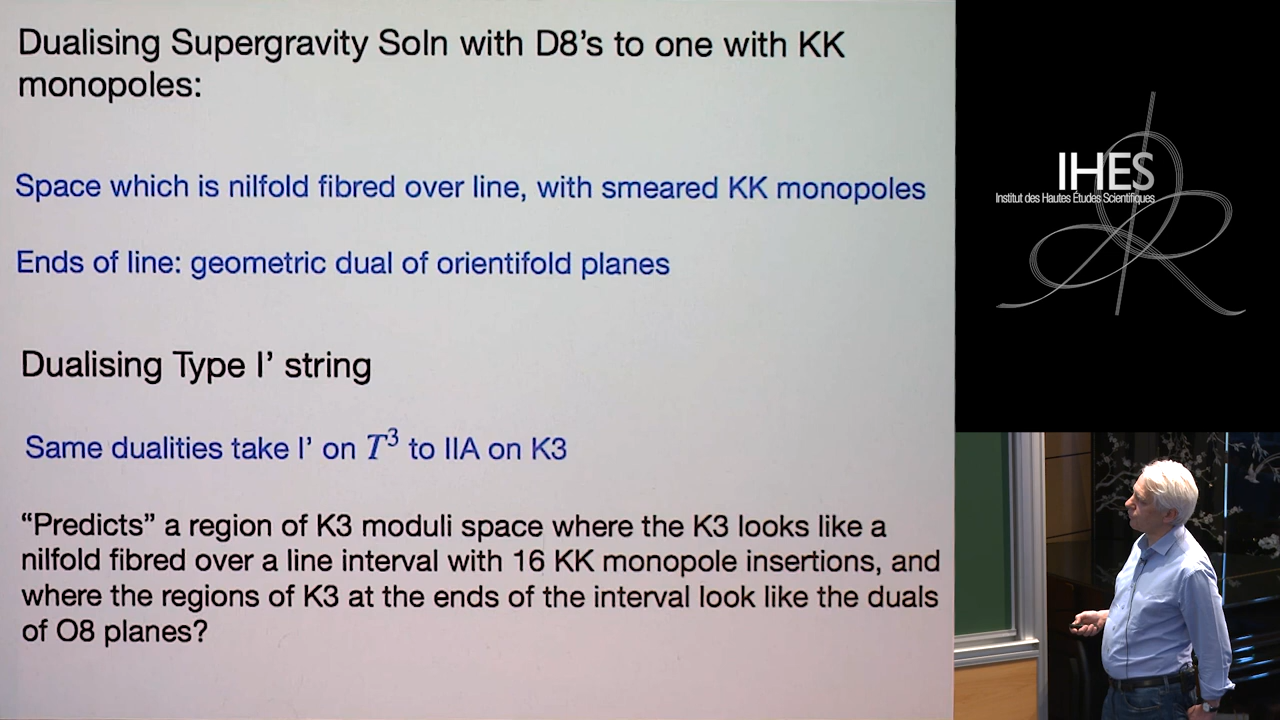 Dualising Supergravity Soln with D8's to one with KK
monopoles:
Space which is nilfold fibred over line, with smeared KK monopoles
Ends of line: geometric dual of orientifold planes
Dualising Type I' string
Same dualities take I' on T³ to IIA on K3
"Predicts" a region of K3 moduli space where the K3 looks like a
nilfold fibred over a line interval with 16 KK monopole insertions, and
where the regions of K3 at the ends of the interval look like the duals
of O8 planes?
IHES
Institut des Hautes Études Scientifiques